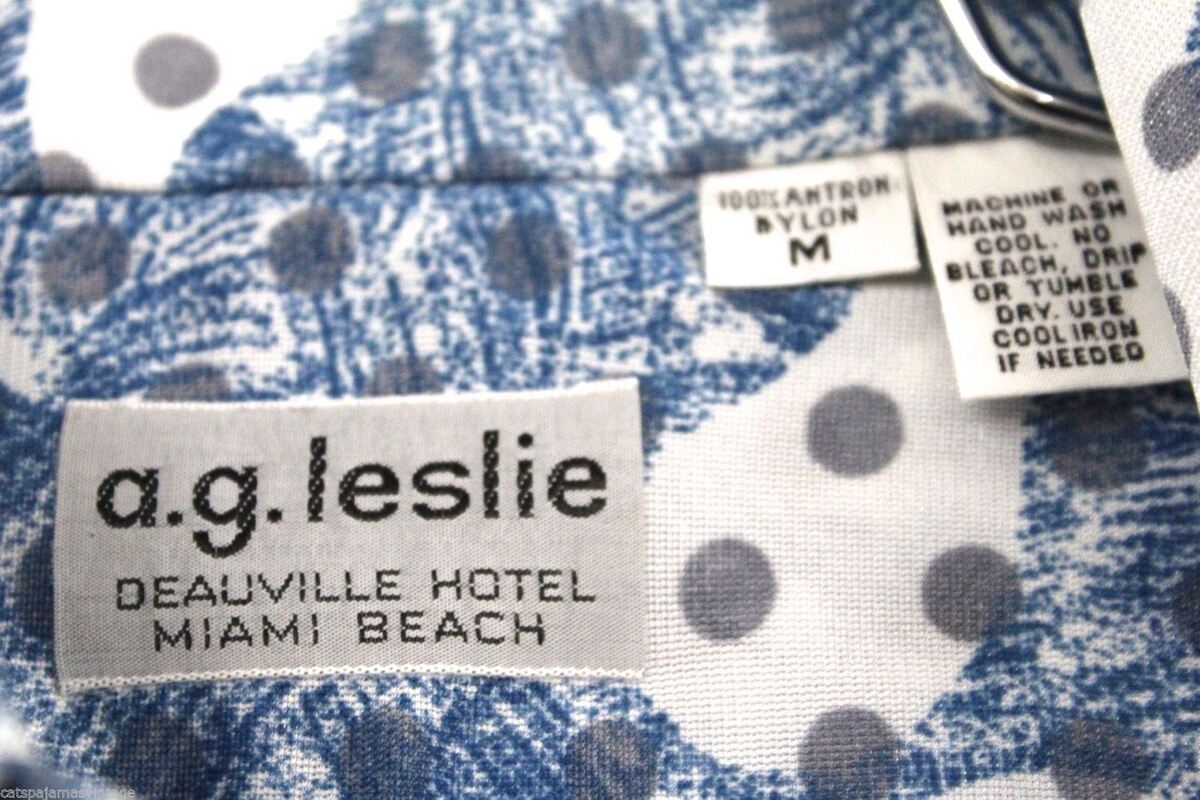 100% ANTRON
NYLON
M
MACHINE OR
HAND WASH
COOL. NO
BLEACH, DRIP
OR TUMBLE
DRY. USE
COOL IRON
IF NEEDED
a.g. leslie
DEAUVILLE HOTEL
MIAMI BEACH
catspajamasvintage